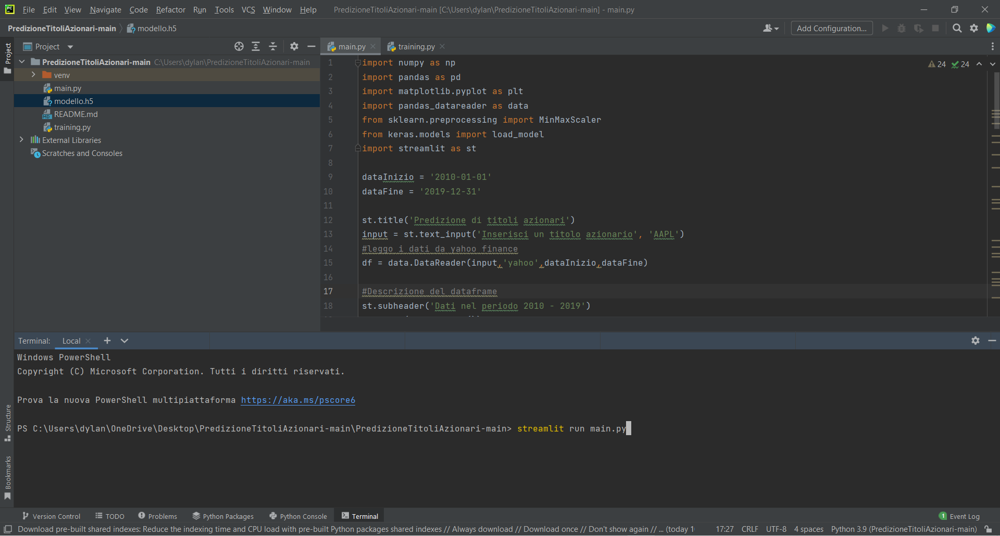 PC File Edit View Navigate Code Refactor Run Tools VCS Window Help PredizioneTitoliAzionari-main [C:\Users\dylan\PredizioneTitoliAzionari-main] - main.py
PredizioneTitoliAzionari-main modello.h5 Add Configuration...
Project
Project
main.py training.py
PredizioneTitoliAzionari-main C:\Users\dylan\PredizioneTitoliAzionari-main
venv
main.py
modello.h5
README.md
training.py
External Libraries
Scratches and Consoles
24 24
1 import numpy as np
2 import pandas as pd
3 import matplotlib.pyplot as plt
4 import pandas_datareader as data
5 from sklearn.preprocessing import MinMaxScaler
6 from keras.models import load_model
7 import streamlit as st
8
9 dataInizio = '2010-01-01'
10 dataFine = '2019-12-31'
11
12 st.title('Predizione di titoli azionari')
13 input = st.text_input('Inserisci un titolo azionario', 'AAPL')
14 #leggo i dati da yahoo finance
15 df = data.DataReader(input,'yahoo',dataInizio,dataFine)
16
17 #Descrizione del dataframe
18 st.subheader('Dati nel periodo 2010 - 2019')
Terminal: Local
Windows PowerShell
Copyright (C) Microsoft Corporation. Tutti i diritti riservati.
Prova la nuova PowerShell multipiattaforma https://aka.ms/pscore6
PS C:\Users\dylan\OneDrive\Desktop\PredizioneTitoliAzionari-main\PredizioneTitoliAzionari-main> streamlit run main.py
Structure
Bookmarks
Version Control TODO Problems Python Packages Python Console Terminal 1 Event Log
Download pre-built shared indexes: Reduce the indexing time and CPU load with pre-built Python packages shared indexes // Always download // Download once // Don't show again // ... (today 17:27 CRLF UTF-8 4 spaces Python 3.9 (PredizioneTitoliAzionari-main)